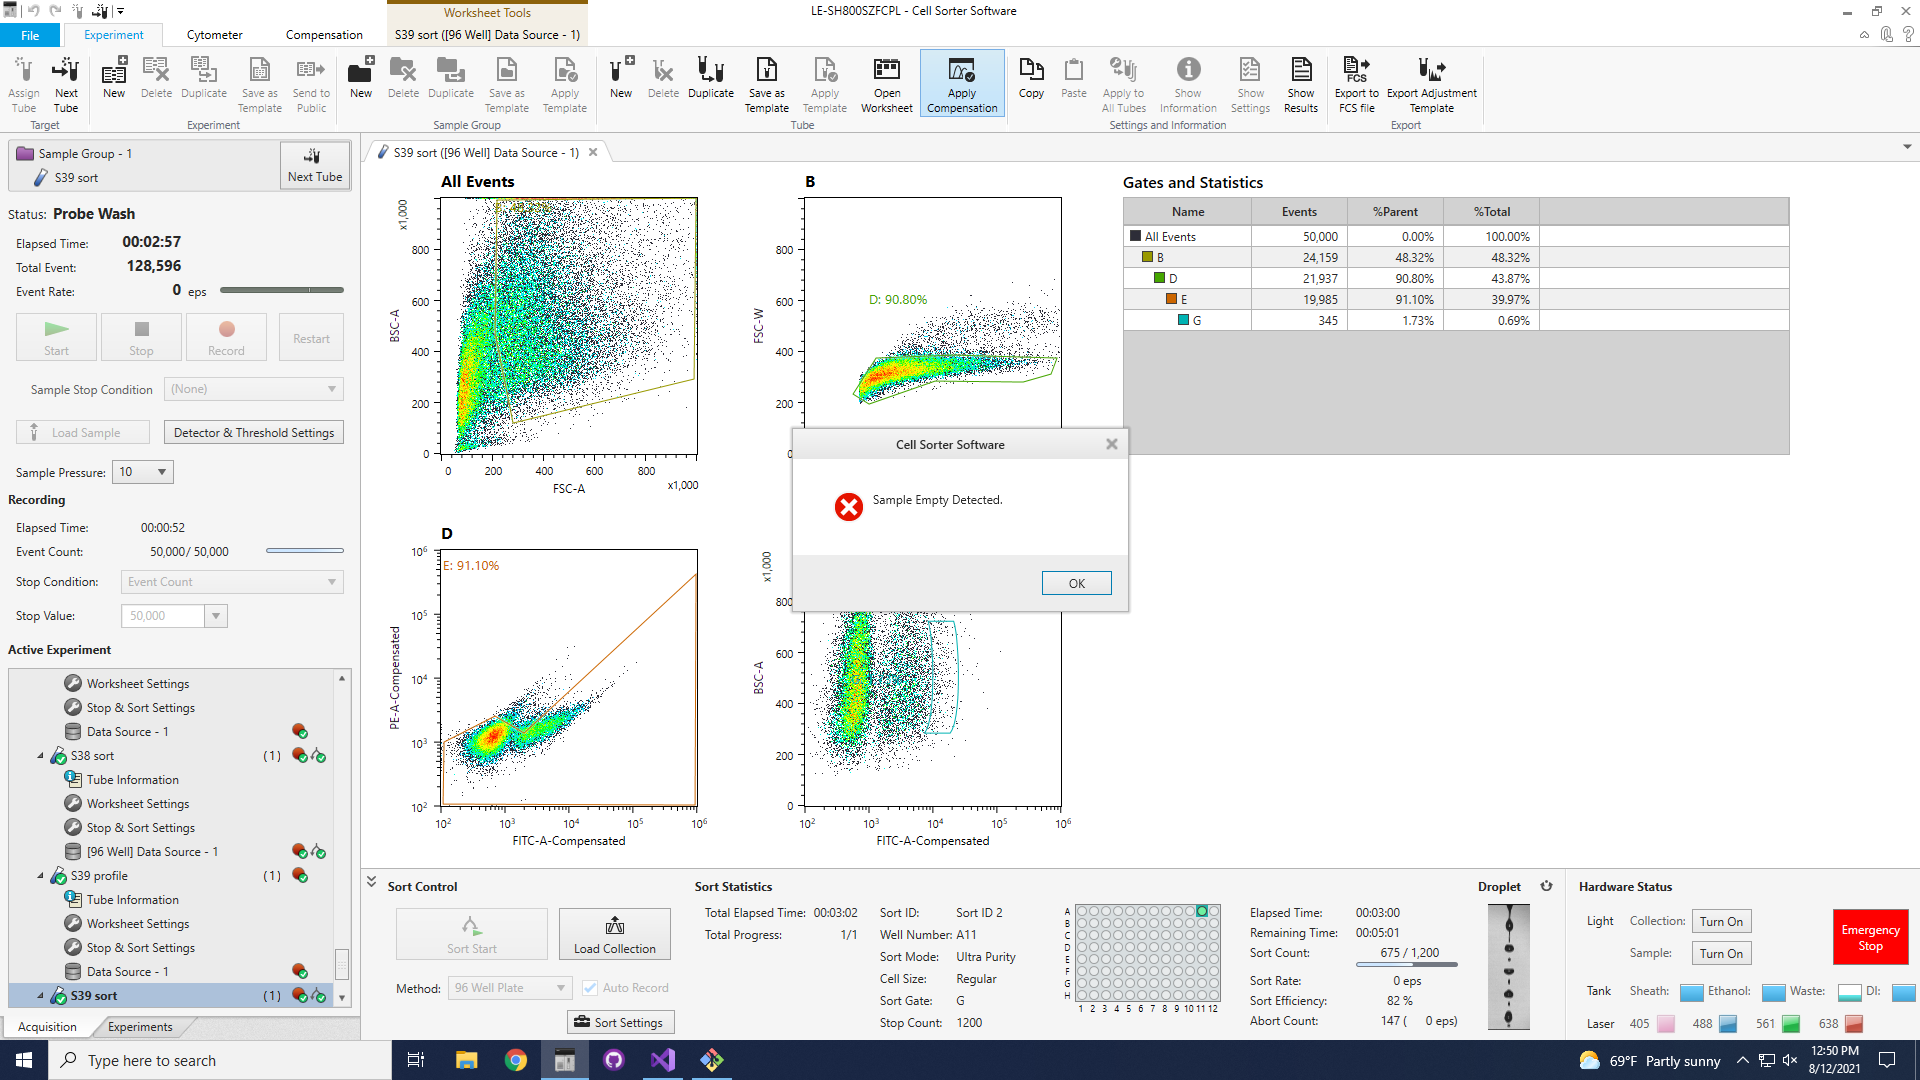 Worksheet Tools
LE-SH800SZFCPL - Cell Sorter Software
File
Experiment
Cytometer
Compensation
S39 sort ([96 Well] Data Source - 1)
Assign Tube
Next Tube
New
Delete
Duplicate
Save as Template
Send to Public
New
Delete
Duplicate
Save as Template
Apply Template
New
Delete
Duplicate
Save as Template
Apply Template
Open Worksheet
Apply Compensation
Copy
Paste
Apply to All Tubes
Show Information
Show Settings
Show Results
FCS
Export to FCS file
Export Adjustment Template
Target
Experiment
Sample Group
Tube
Settings and Information
Export
Sample Group - 1
S39 sort
Next Tube
Status: Probe Wash
Elapsed Time: 00:02:57
Total Event: 128,596
Event Rate: 0 eps
Start
Stop
Record
Restart
Sample Stop Condition (None)
Load Sample
Detector & Threshold Settings
Sample Pressure: 10
Recording
Elapsed Time: 00:00:52
Event Count: 50,000/ 50,000
Stop Condition: Event Count
Stop Value: 50,000
Active Experiment
Worksheet Settings
Stop & Sort Settings
Data Source - 1
S38 sort (1)
Tube Information
Worksheet Settings
Stop & Sort Settings
[96 Well] Data Source - 1
S39 profile (1)
Tube Information
Worksheet Settings
Stop & Sort Settings
Data Source - 1
S39 sort (1)
Acquisition
Experiments
S39 sort ([96 Well] Data Source - 1)
All Events
x1,000
BSC-A
800
600
400
200
0
0 200 400 600 800
FSC-A
x1,000
B
FSC-W
800
600
400
200
0
D: 90.80%
D
E: 91.10%
PE-A-Compensated
10^6
10^5
10^4
10^3
10^2
10^2 10^3 10^4 10^5 10^6
FITC-A-Compensated
x1,000
BSC-A
800
600
400
200
0
10^2 10^3 10^4 10^5 10^6
FITC-A-Compensated
Gates and Statistics
Name Events %Parent %Total
All Events 50,000 0.00% 100.00%
B 24,159 48.32% 48.32%
D 21,937 90.80% 43.87%
E 19,985 91.10% 39.97%
G 345 1.73% 0.69%
Cell Sorter Software
Sample Empty Detected.
OK
Sort Control
Sort Start
Load Collection
Method: 96 Well Plate
Auto Record
Sort Settings
Sort Statistics
Total Elapsed Time: 00:03:02
Total Progress: 1/1
Sort ID: Sort ID 2
Well Number: A11
Sort Mode: Ultra Purity
Cell Size: Regular
Sort Gate: G
Stop Count: 1200
A
B
C
D
E
F
G
H
1 2 3 4 5 6 7 8 9 10 11 12
Elapsed Time: 00:03:00
Remaining Time: 00:05:01
Sort Count: 675 / 1,200
Sort Rate: 0 eps
Sort Efficiency: 82 %
Abort Count: 147 ( 0 eps)
Droplet
Hardware Status
Light Collection: Turn On
Sample: Turn On
Emergency Stop
Tank Sheath: Ethanol: Waste: DI:
Laser 405 488 561 638
Type here to search
69°F Partly sunny
12:50 PM
8/12/2021